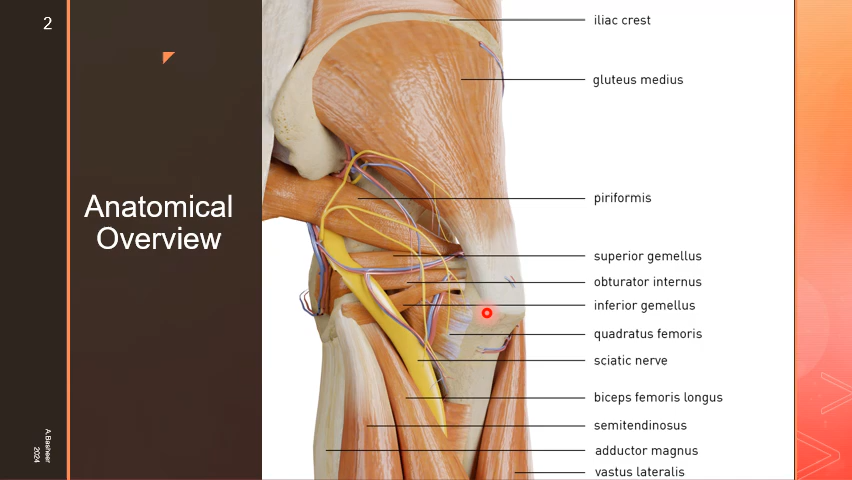 2
Anatomical
Overview
A.Basheer
2024
iliac crest
gluteus medius
piriformis
superior gemellus
obturator internus
inferior gemellus
quadratus femoris
sciatic nerve
biceps femoris longus
semitendinosus
adductor magnus
vastus lateralis